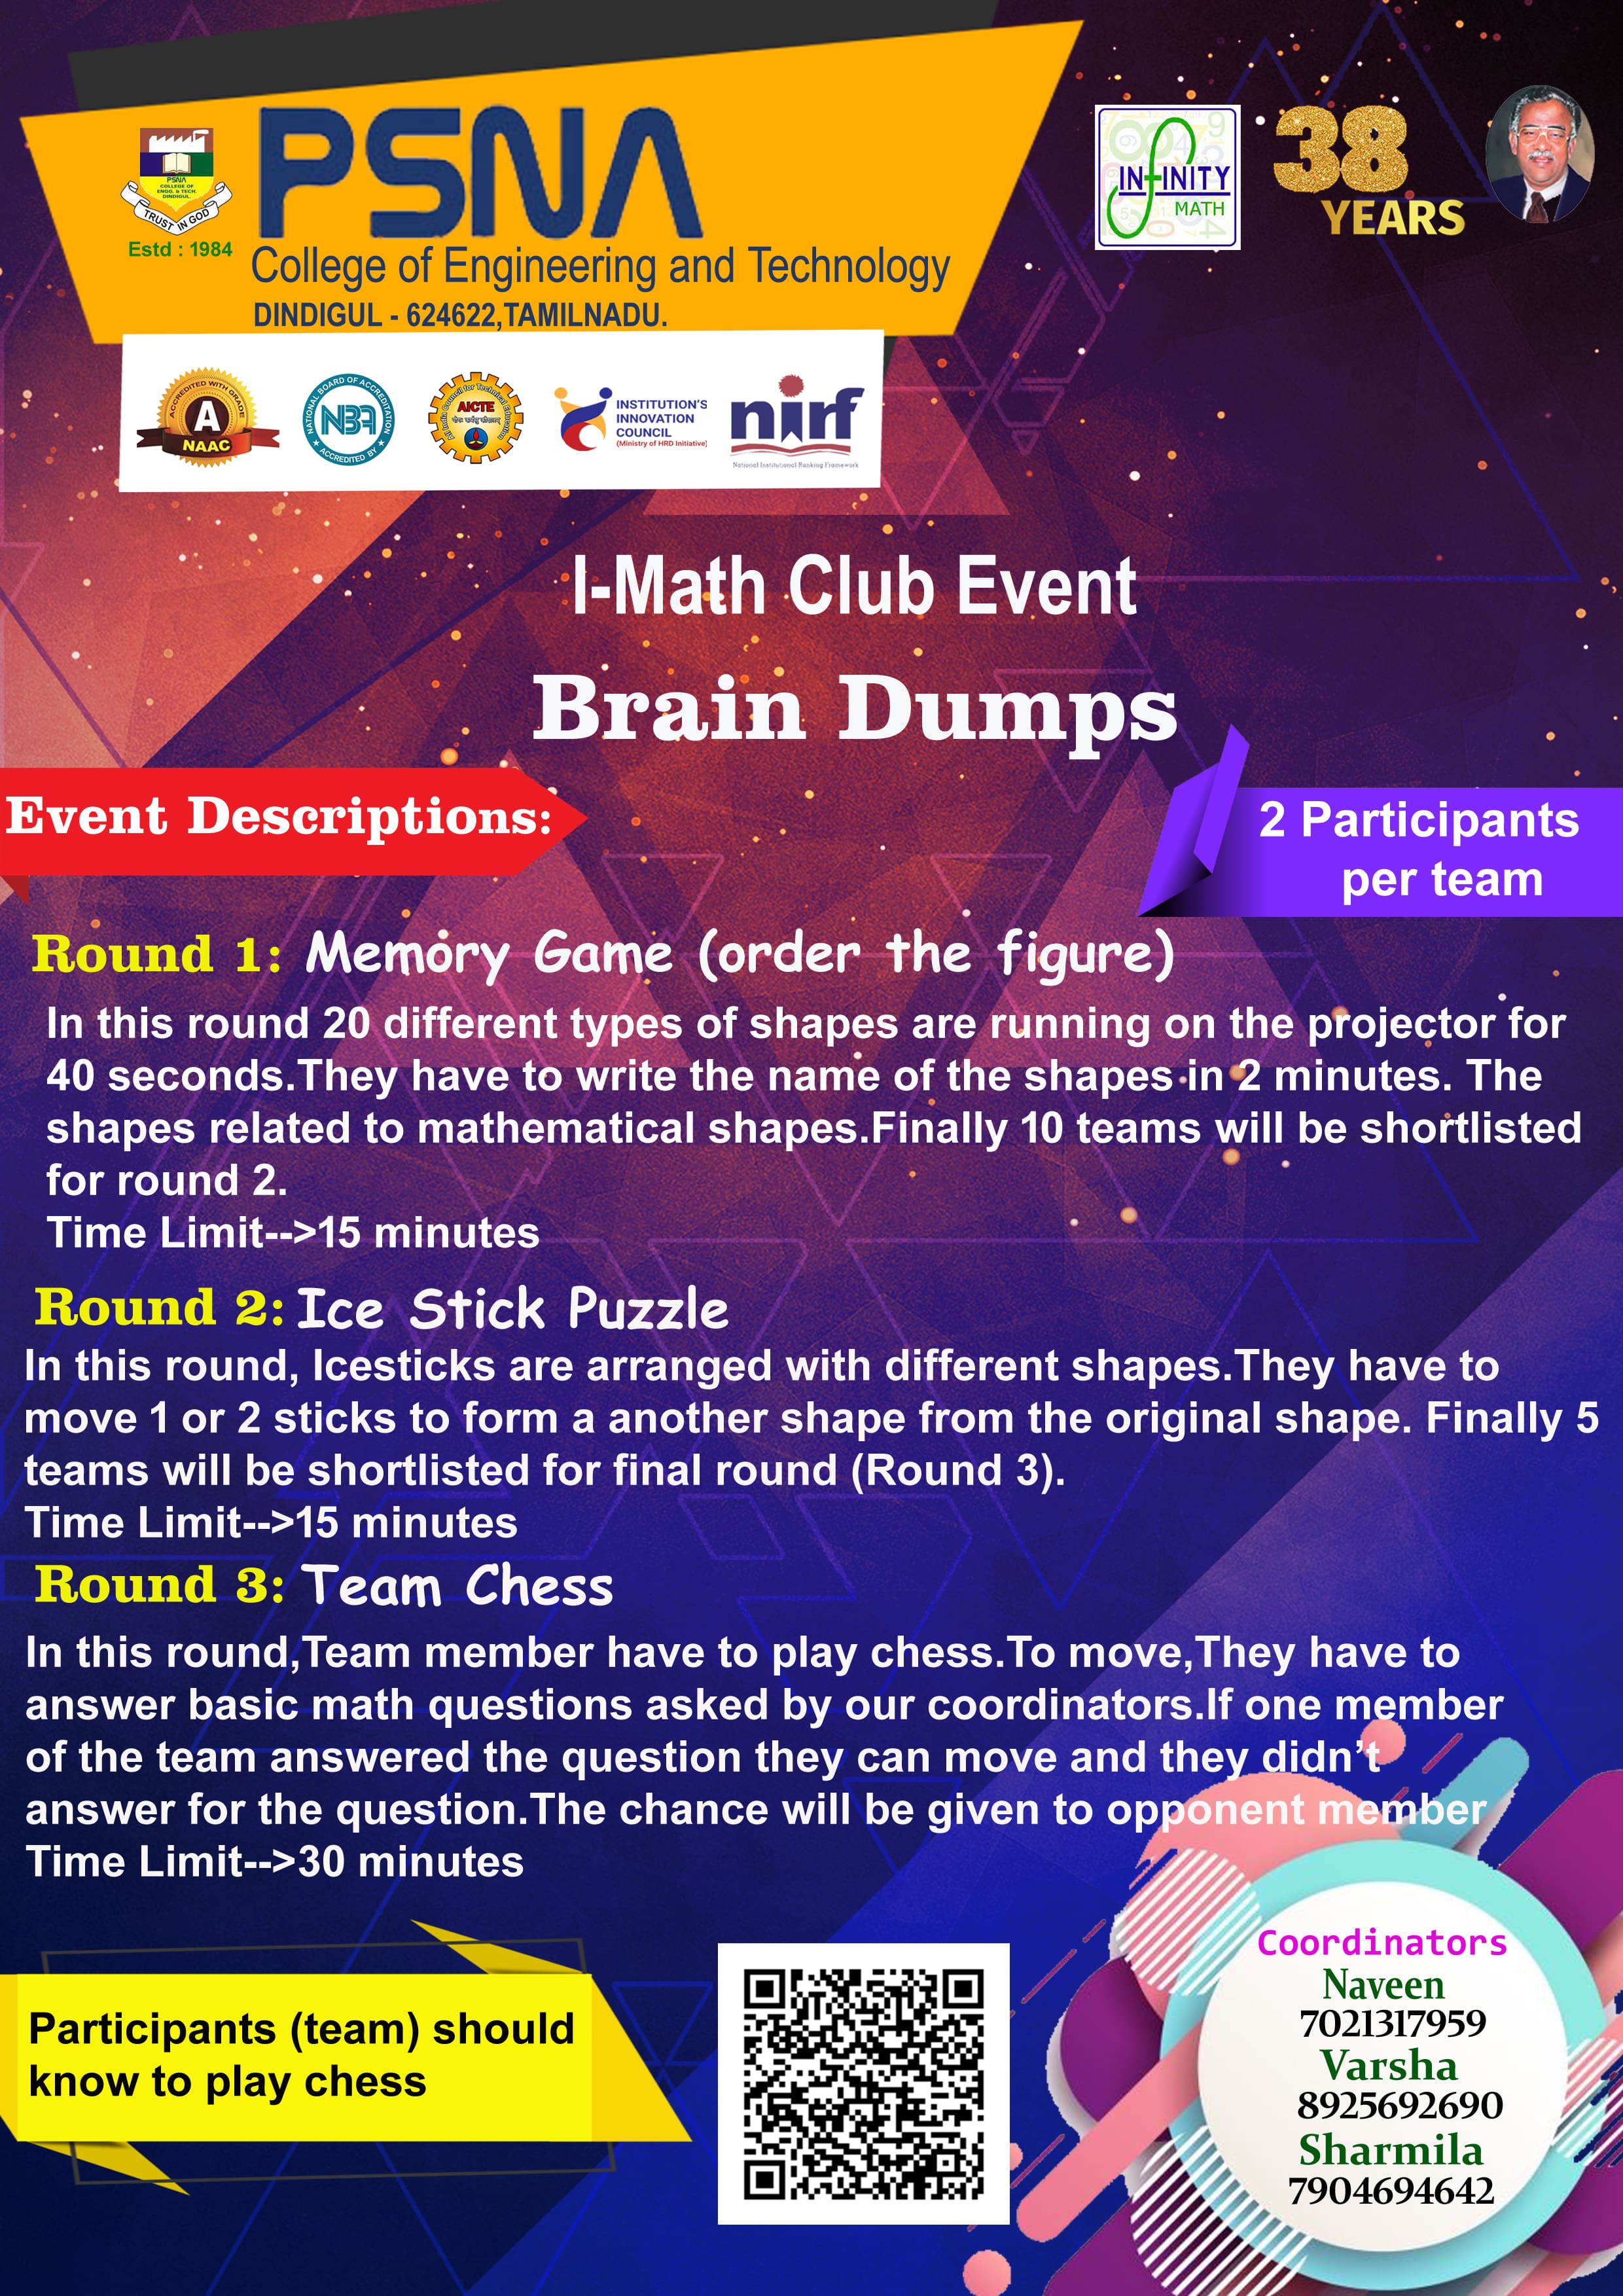 PSNA
COLLEGE OF
ENGG. & TECH.
DINDIGUL.
TRUST IN GOD
Estd : 1984
PSNA
College of Engineering and Technology
DINDIGUL - 624622,TAMILNADU.
INFINITY
MATH
38
YEARS
ACCREDITED WITH GRADE
A
NAAC
NATIONAL BOARD OF ACCREDITATION
NBA
ACCREDITED BY
All India Council for Technical Education
AICTE
INSTITUTION'S
INNOVATION
COUNCIL
(Ministry of HRD Initiative)
nirf
National Institutional Ranking Framework
I-Math Club Event
Brain Dumps
Event Descriptions:
2 Participants
per team
Round 1: Memory Game (order the figure)
In this round 20 different types of shapes are running on the projector for
40 seconds.They have to write the name of the shapes in 2 minutes. The
shapes related to mathematical shapes.Finally 10 teams will be shortlisted
for round 2.
Time Limit-->15 minutes
Round 2: Ice Stick Puzzle
In this round, Icesticks are arranged with different shapes.They have to
move 1 or 2 sticks to form a another shape from the original shape. Finally 5
teams will be shortlisted for final round (Round 3).
Time Limit-->15 minutes
Round 3: Team Chess
In this round,Team member have to play chess.To move,They have to
answer basic math questions asked by our coordinators.If one member
of the team answered the question they can move and they didn't
answer for the question.The chance will be given to opponent member
Time Limit-->30 minutes
Participants (team) should
know to play chess
Coordinators
Naveen
7021317959
Varsha
8925692690
Sharmila
7904694642